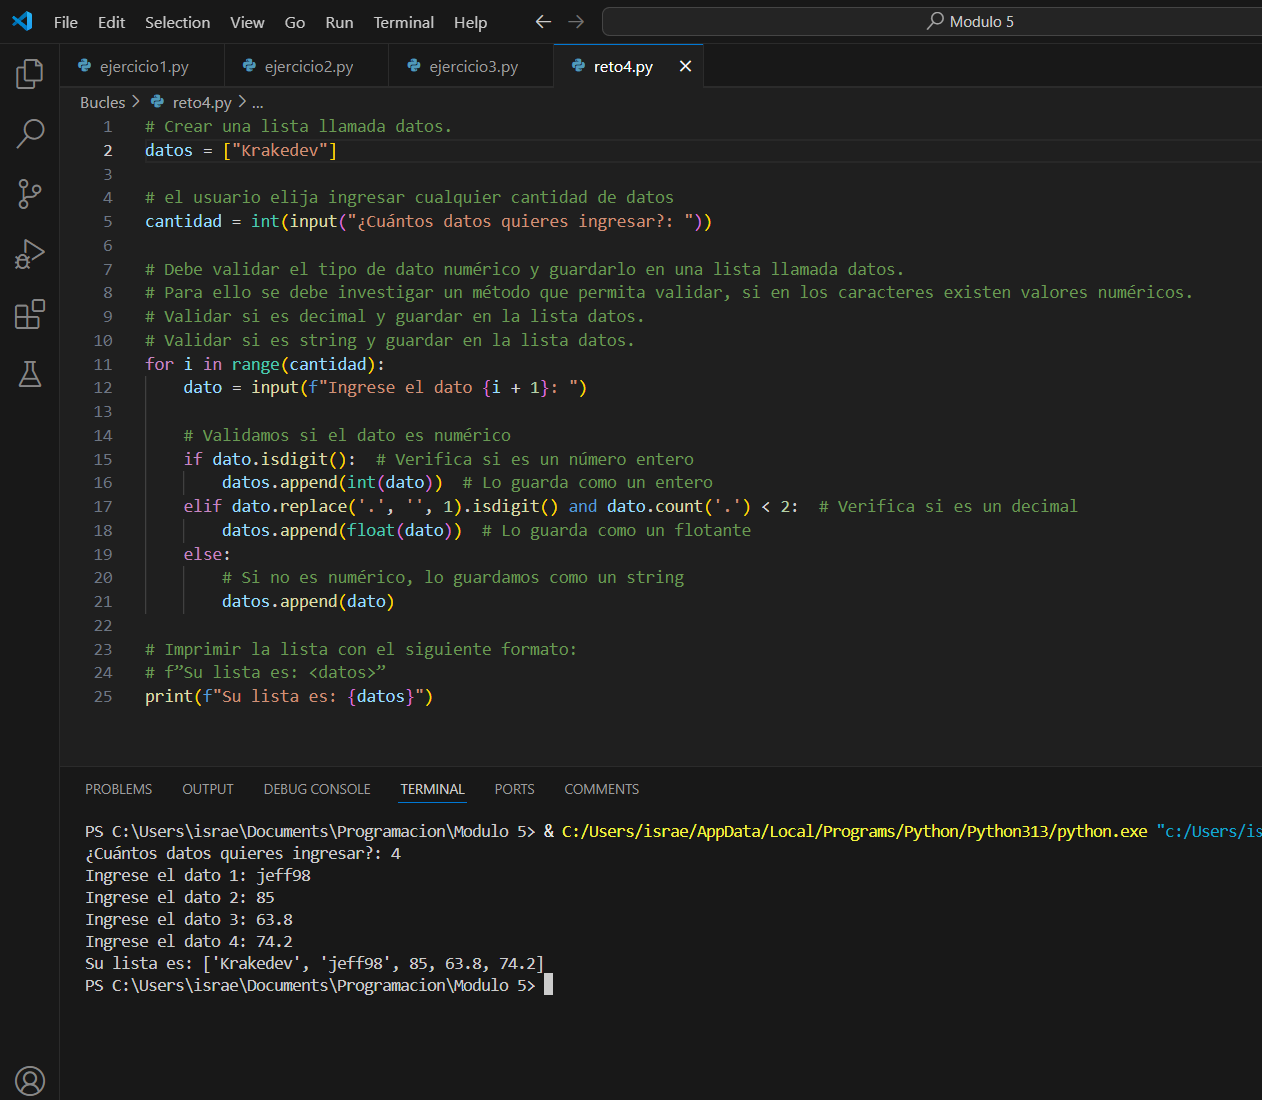 File Edit Selection View Go Run Terminal Help Modulo 5
ejercicio1.py ejercicio2.py ejercicio3.py reto4.py
Bucles > reto4.py > ...
1 # Crear una lista llamada datos.
2 datos = ["Krakedev"]
3
4 # el usuario elija ingresar cualquier cantidad de datos
5 cantidad = int(input("¿Cuántos datos quieres ingresar?: "))
6
7 # Debe validar el tipo de dato numérico y guardarlo en una lista llamada datos.
8 # Para ello se debe investigar un método que permita validar, si en los caracteres existen valores numéricos.
9 # Validar si es decimal y guardar en la lista datos.
10 # Validar si es string y guardar en la lista datos.
11 for i in range(cantidad):
12     dato = input(f"Ingrese el dato {i + 1}: ")
13
14     # Validamos si el dato es numérico
15     if dato.isdigit():  # Verifica si es un número entero
16         datos.append(int(dato))  # Lo guarda como un entero
17     elif dato.replace('.', '', 1).isdigit() and dato.count('.') < 2:  # Verifica si es un decimal
18         datos.append(float(dato))  # Lo guarda como un flotante
19     else:
20         # Si no es numérico, lo guardamos como un string
21         datos.append(dato)
22
23 # Imprimir la lista con el siguiente formato:
24 # f”Su lista es: <datos>”
25 print(f"Su lista es: {datos}")
PROBLEMS OUTPUT DEBUG CONSOLE TERMINAL PORTS COMMENTS
PS C:\Users\israe\Documents\Programacion\Modulo 5> & C:/Users/israe/AppData/Local/Programs/Python/Python313/python.exe "c:/Users/is
¿Cuántos datos quieres ingresar?: 4
Ingrese el dato 1: jeff98
Ingrese el dato 2: 85
Ingrese el dato 3: 63.8
Ingrese el dato 4: 74.2
Su lista es: ['Krakedev', 'jeff98', 85, 63.8, 74.2]
PS C:\Users\israe\Documents\Programacion\Modulo 5>